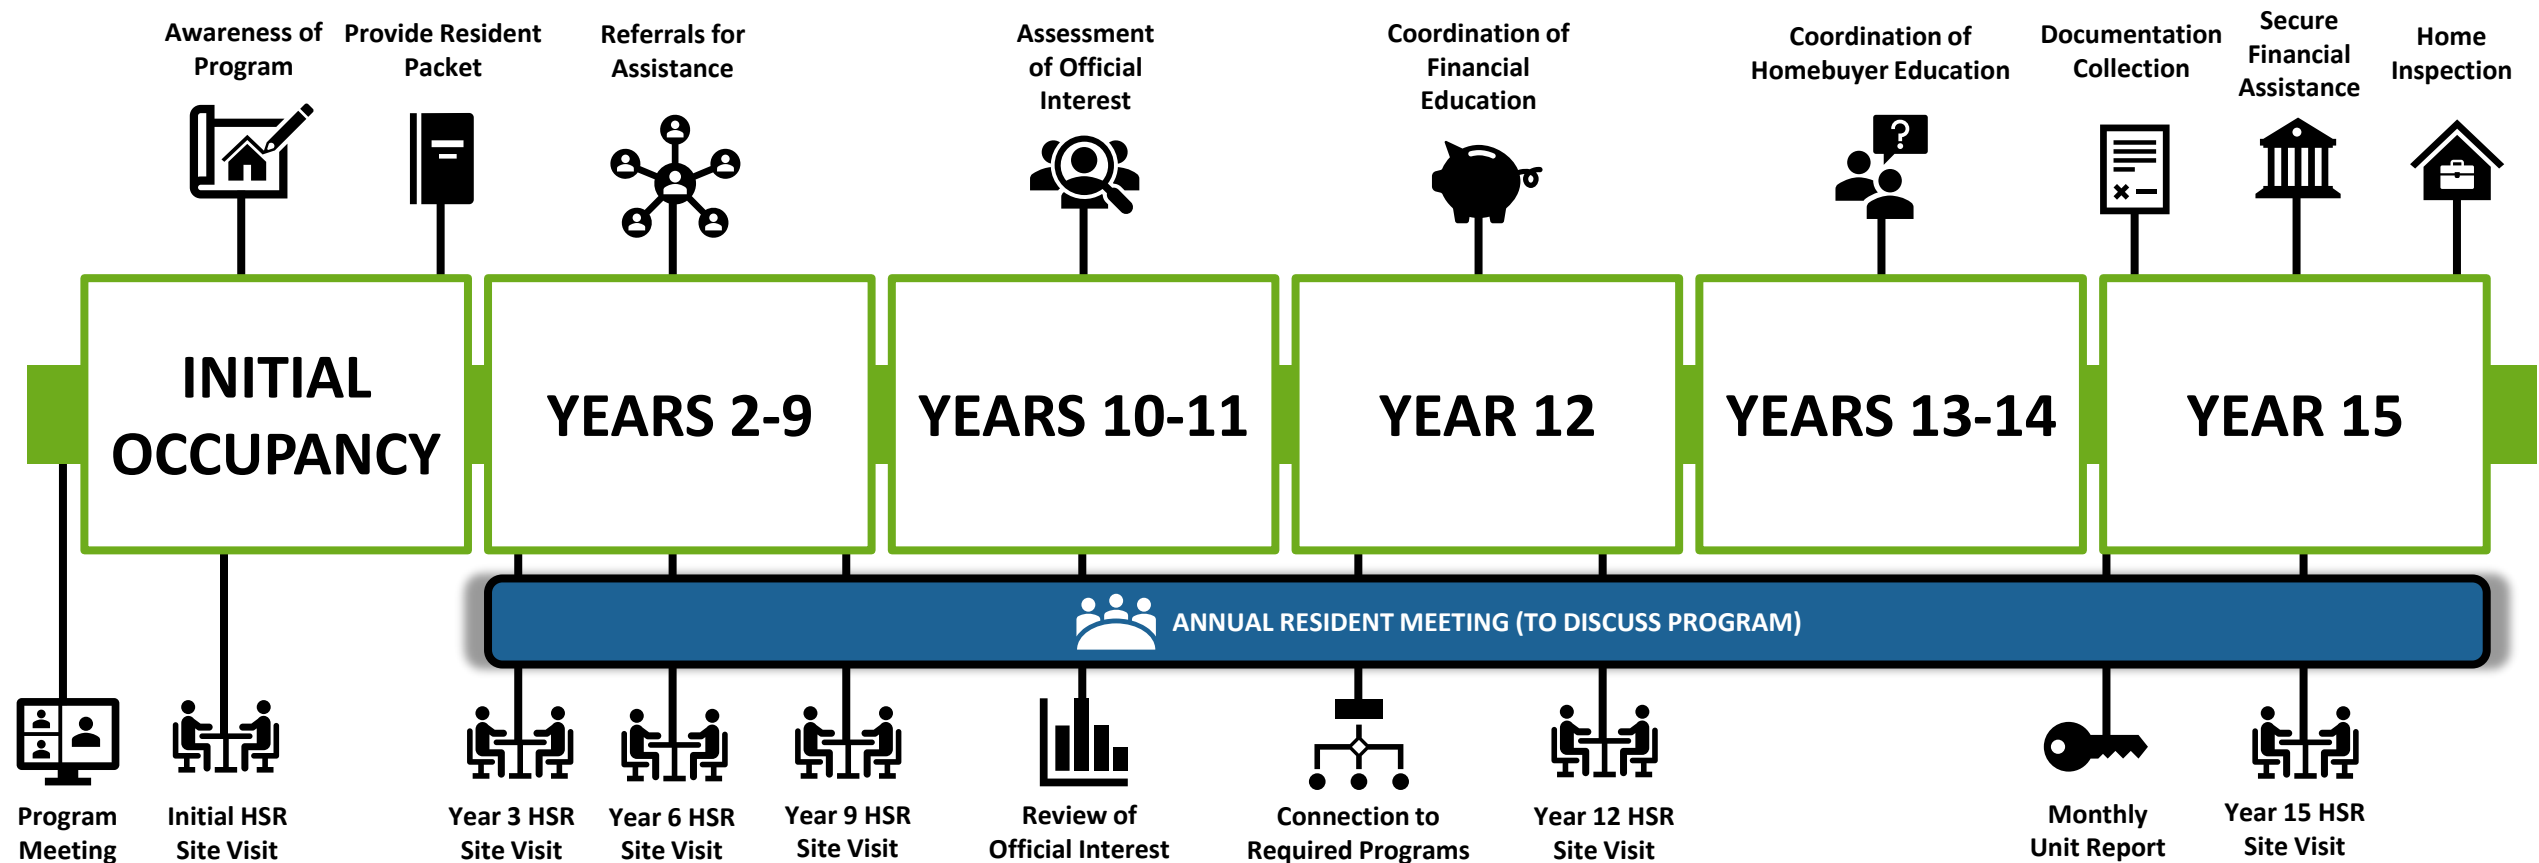 Awareness of
Program
Provide Resident
Packet
Referrals for
Assistance
Assessment
of Official
Interest
Coordination of
Financial
Education
Coordination of
Homebuyer Education
Documentation
Collection
Secure
Financial
Assistance
Home
Inspection
?
INITIAL
OCCUPANCY
YEARS 2-9
YEARS 10-11
YEAR 12
YEARS 13-14
YEAR 15
ANNUAL RESIDENT MEETING (TO DISCUSS PROGRAM)
Program
Meeting
Initial HSR
Site Visit
Year 3 HSR
Site Visit
Year 6 HSR
Site Visit
Year 9 HSR
Site Visit
Review of
Official Interest
Connection to
Required Programs
Year 12 HSR
Site Visit
Monthly
Unit Report
Year 15 HSR
Site Visit